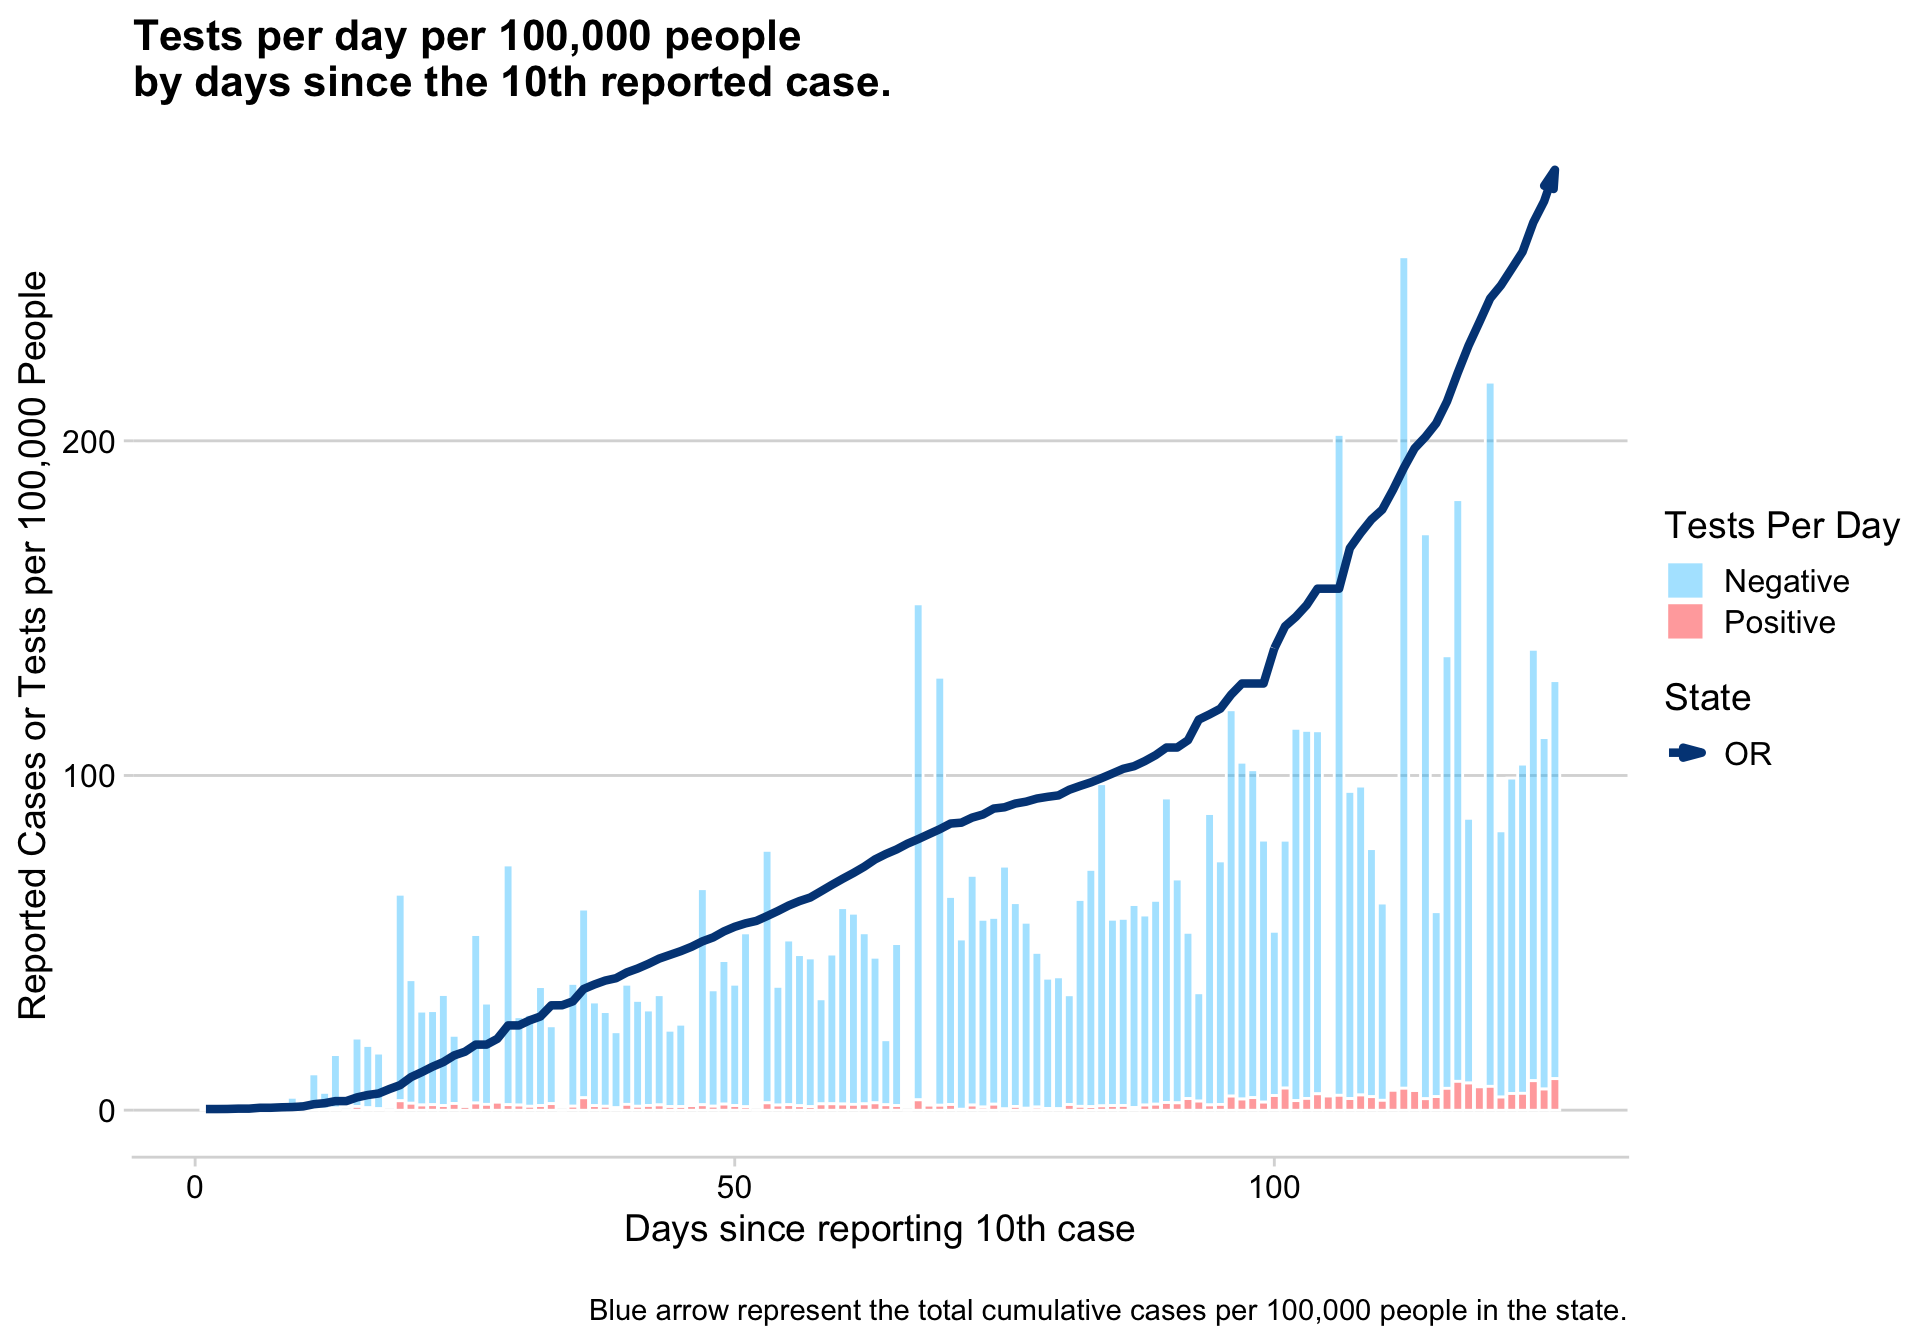 Tests per day per 100,000 people
by days since the 10th reported case.
Reported Cases or Tests per 100,000 People
200
100
0
0
50
100
Days since reporting 10th case
Tests Per Day
Negative
Positive
State
OR
Blue arrow represent the total cumulative cases per 100,000 people in the state.